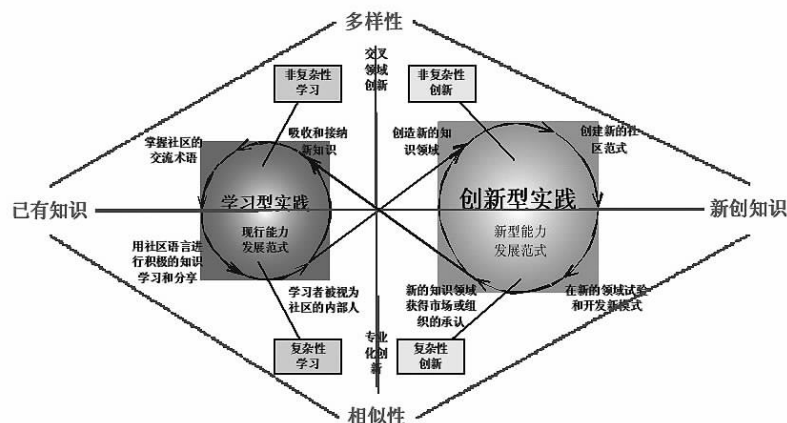 多样性
交叉
领域
创新
非复杂性
学习
非复杂性
创新
掌握社区的
交流术语
吸收和接纳
新知识
创造新的知
识领域
创建新的社
区范式
已有知识
学习型实践
现行能力
发展范式
创新型实践
新型能力
发展范式
新创知识
用社区语言进
行积极的知识
学习和分享
学习者被视为
社区的内部人
新的知识领域
获得市场或组
织的承认
在新的领域试验
和开发新模式
复杂性
学习
专业
化创
新
复杂性
创新
相似性